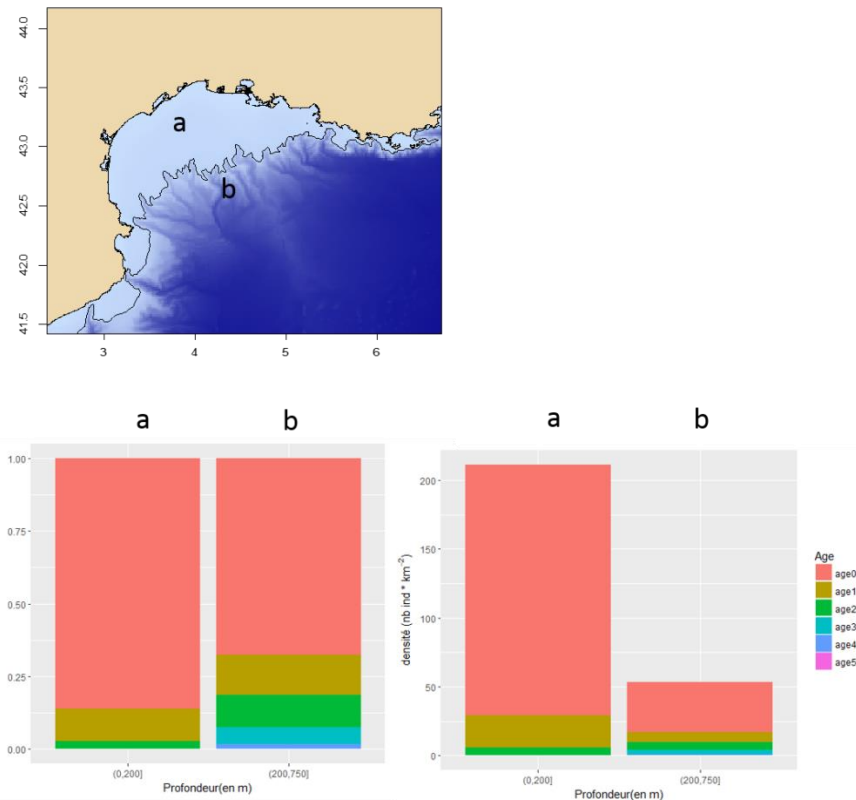 44.0
43.5
43.0
42.5
42.0
41.5
a
b
3 4 5 6
a b
1.00
0.75
0.50
0.25
0.00
(0,200] (200,750]
Profondeur(en m)
a b
densité (nb ind * km⁻²)
200
150
100
50
0
(0,200] (200,750]
Profondeur(en m)
Age
age0
age1
age2
age3
age4
age5